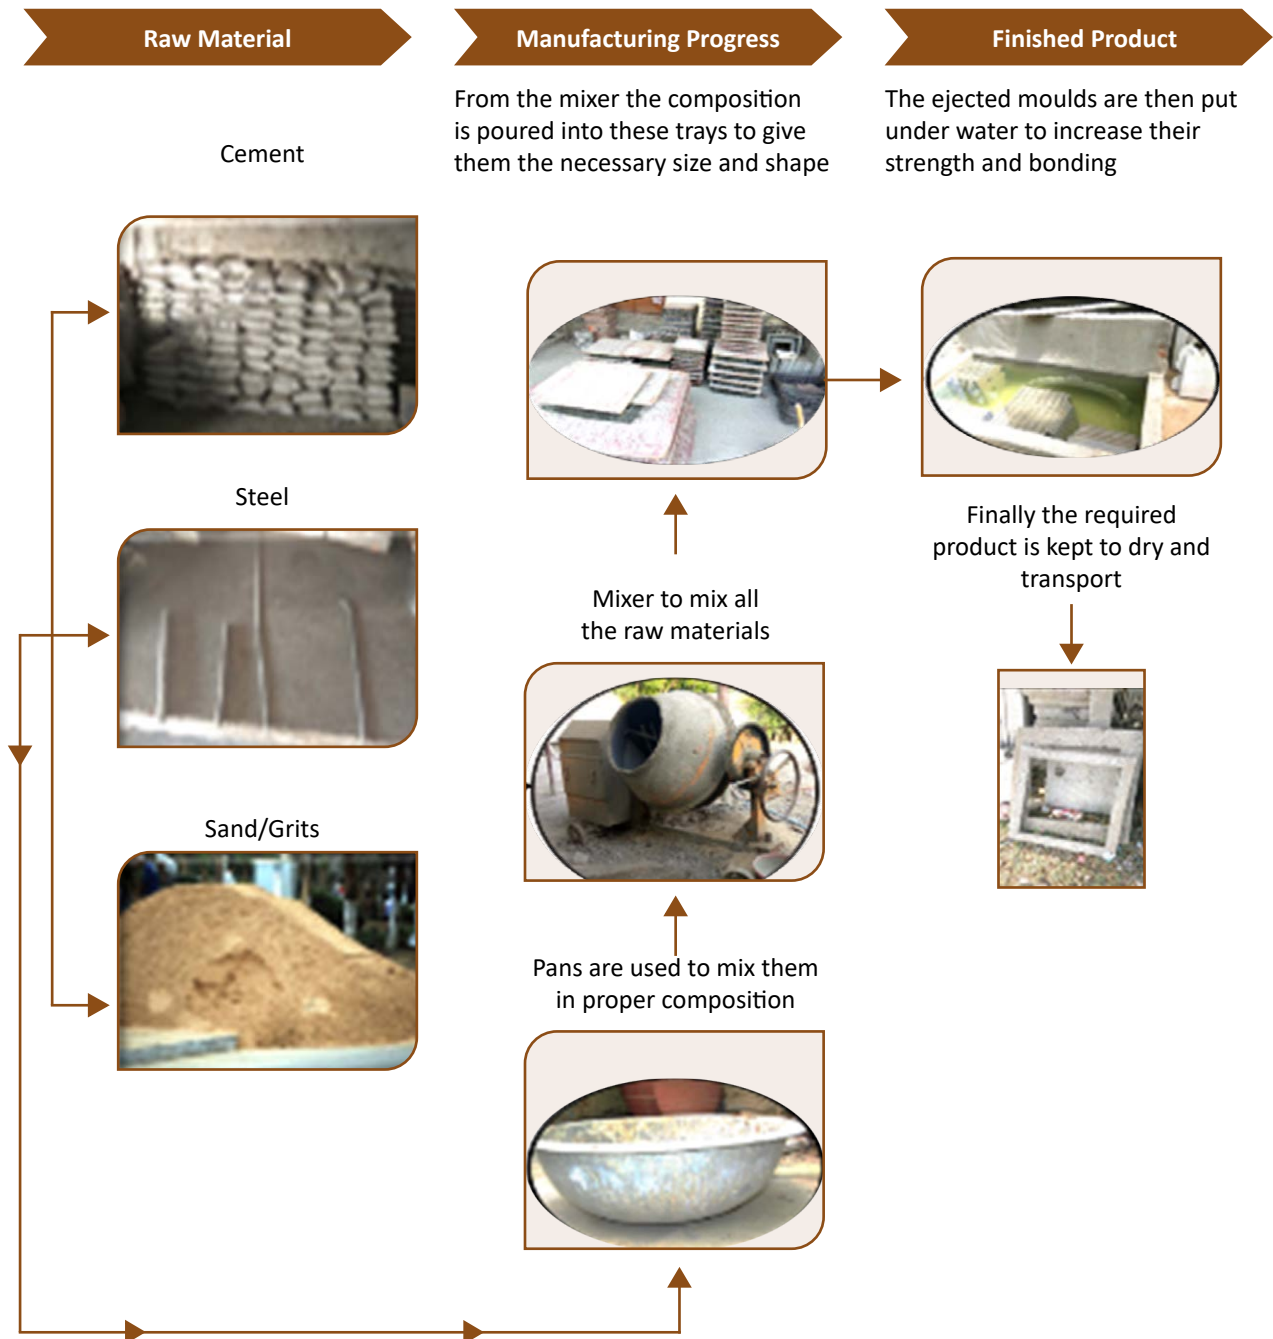 Raw Material
Manufacturing Progress
Finished Product
Cement
Steel
Sand/Grits
From the mixer the composition
is poured into these trays to give
them the necessary size and shape
Mixer to mix all
the raw materials
Pans are used to mix them
in proper composition
The ejected moulds are then put
under water to increase their
strength and bonding
Finally the required
product is kept to dry and
transport